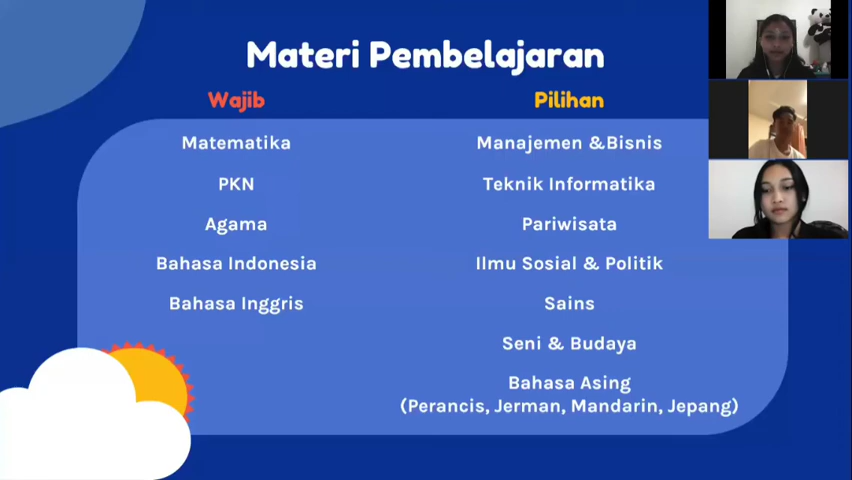 Materi Pembelajaran
Wajib
Matematika
PKN
Agama
Bahasa Indonesia
Bahasa Inggris
Pilihan
Manajemen &Bisnis
Teknik Informatika
Pariwisata
Ilmu Sosial & Politik
Sains
Seni & Budaya
Bahasa Asing
(Perancis, Jerman, Mandarin, Jepang)